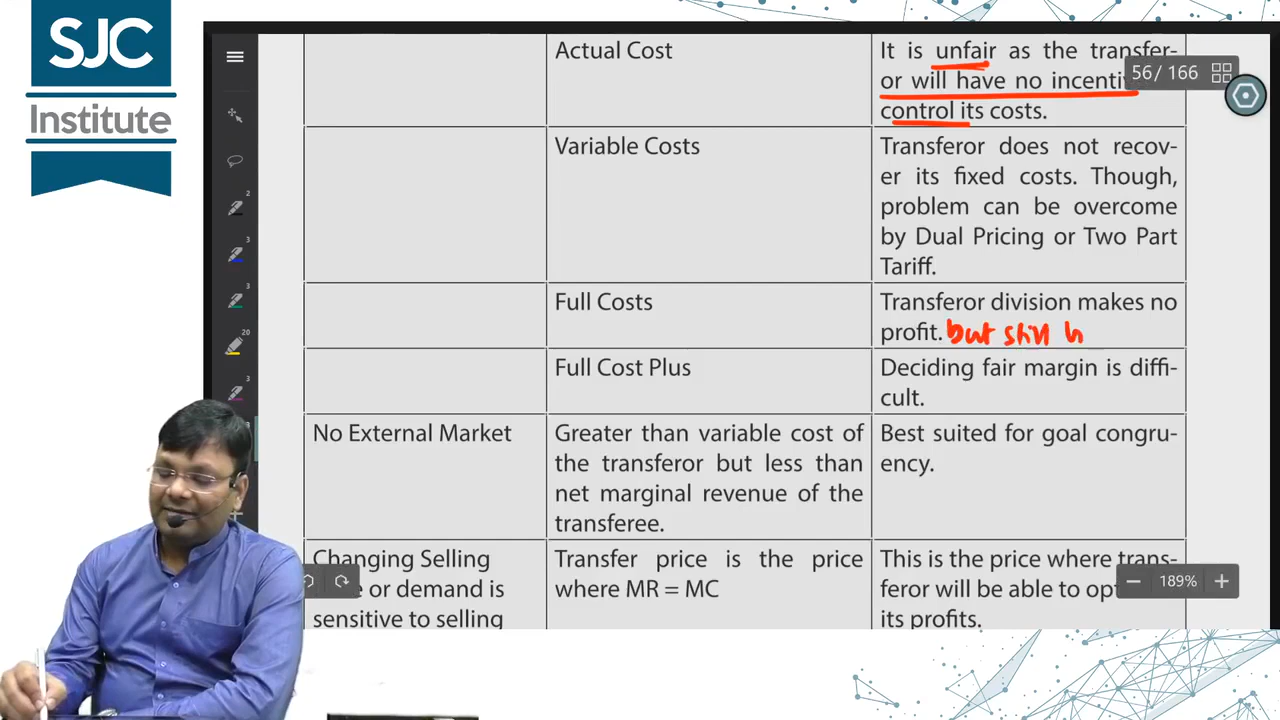 SJC
Institute
56 / 166
Actual Cost
It is unfair as the transfer-
or will have no incenti
control its costs.
Variable Costs
Transferor does not recov-
er its fixed costs. Though,
problem can be overcome
by Dual Pricing or Two Part
Tariff.
Full Costs
Transferor division makes no
profit. but still
Full Cost Plus
Deciding fair margin is diffi-
cult.
No External Market
Greater than variable cost of
the transferor but less than
net marginal revenue of the
transferee.
Best suited for goal congru-
ency.
Changing Selling
or demand is
sensitive to selling
Transfer price is the price
where MR = MC
This is the price where trans-
feror will be able to
its profits.
189%
2
3
3
20
3